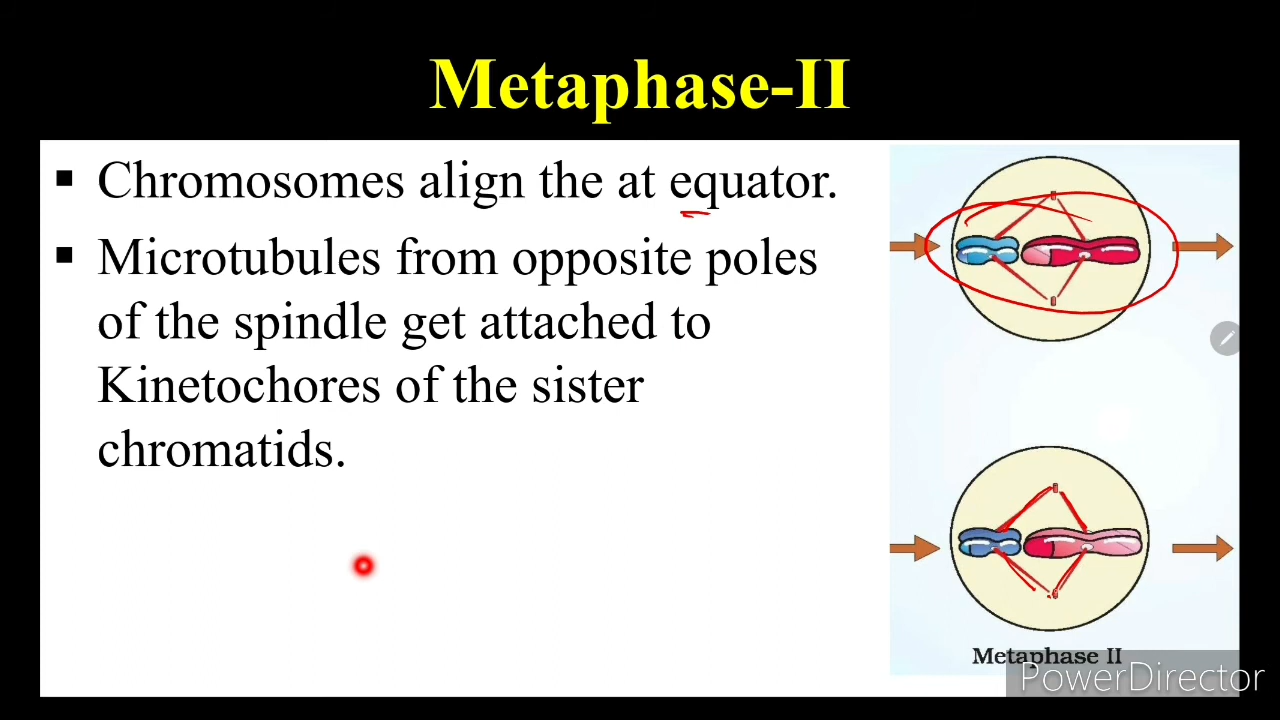 Metaphase-II
▪ Chromosomes align the at equator.
▪ Microtubules from opposite poles
of the spindle get attached to
Kinetochores of the sister
chromatids.
Metaphase II
PowerDirector